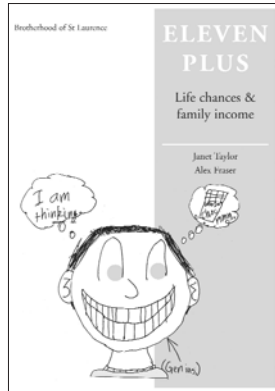 Brotherhood of St Laurence
ELEVEN
PLUS
Life chances &
family income
Janet Taylor
Alex Fraser
I am
thinking
(Genius)